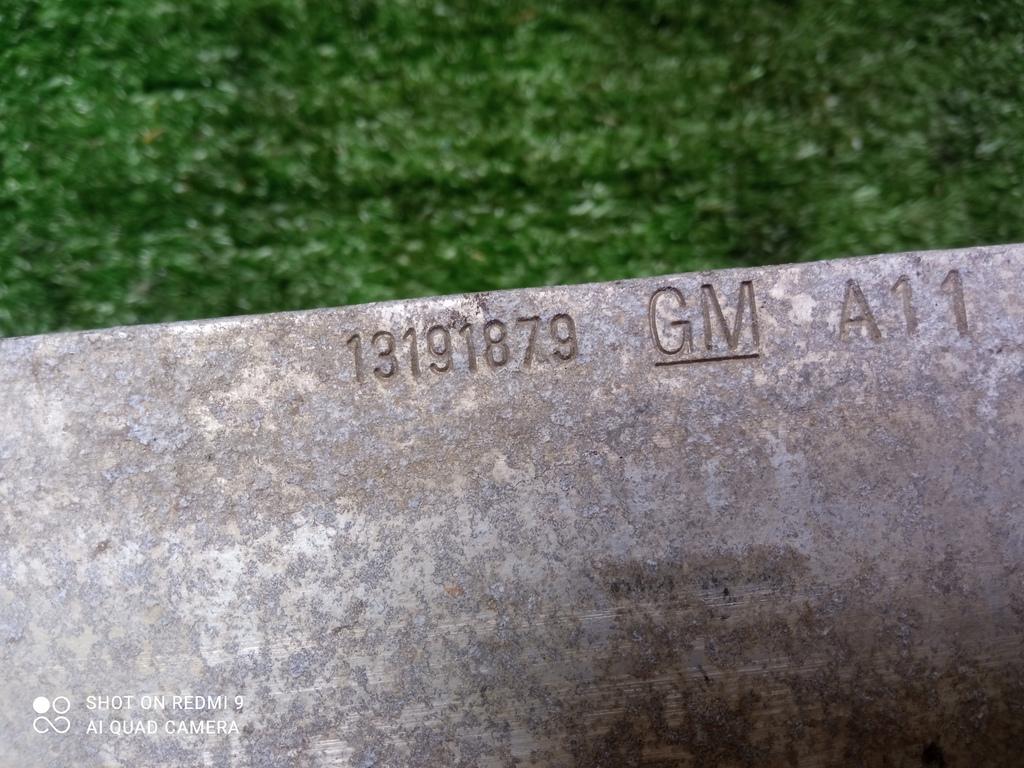 13191879 GM A11
SHOT ON REDMI 9
AI QUAD CAMERA